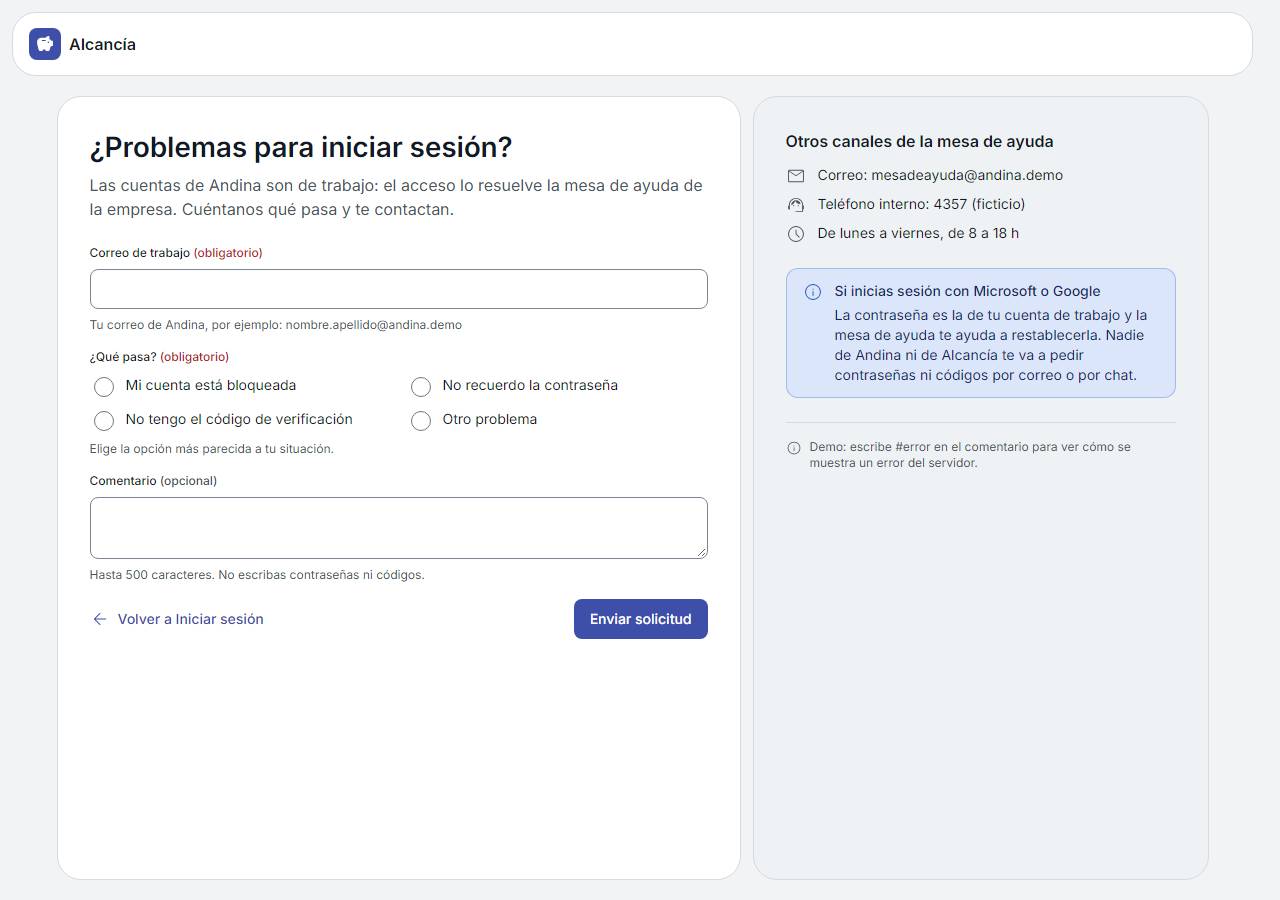 Alcancía
¿Problemas para iniciar sesión?
Las cuentas de Andina son de trabajo: el acceso lo resuelve la mesa de ayuda de
la empresa. Cuéntanos qué pasa y te contactan.
Correo de trabajo (obligatorio)
Tu correo de Andina, por ejemplo: nombre.apellido@andina.demo
¿Qué pasa? (obligatorio)
Mi cuenta está bloqueada
No recuerdo la contraseña
No tengo el código de verificación
Otro problema
Elige la opción más parecida a tu situación.
Comentario (opcional)
Hasta 500 caracteres. No escribas contraseñas ni códigos.
Volver a Iniciar sesión
Enviar solicitud
Otros canales de la mesa de ayuda
Correo: mesadeayuda@andina.demo
Teléfono interno: 4357 (ficticio)
De lunes a viernes, de 8 a 18 h
Si inicias sesión con Microsoft o Google
La contraseña es la de tu cuenta de trabajo y la
mesa de ayuda te ayuda a restablecerla. Nadie
de Andina ni de Alcancía te va a pedir
contraseñas ni códigos por correo o por chat.
Demo: escribe #error en el comentario para ver cómo se
muestra un error del servidor.